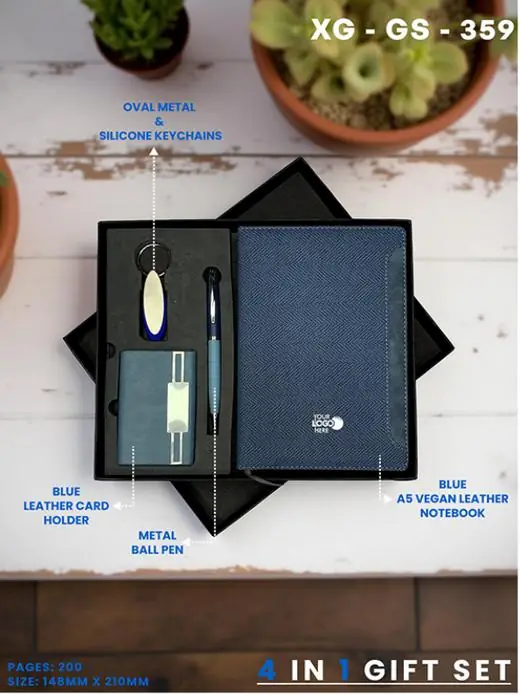 XG - GS - 359
OVAL METAL
&
SILICONE KEYCHAINS
YOUR
LOGO
HERE
BLUE
LEATHER CARD
HOLDER
BLUE
A5 VEGAN LEATHER
NOTEBOOK
METAL
BALL PEN
PAGES: 200
SIZE: 148MM X 210MM
4 IN 1 GIFT SET